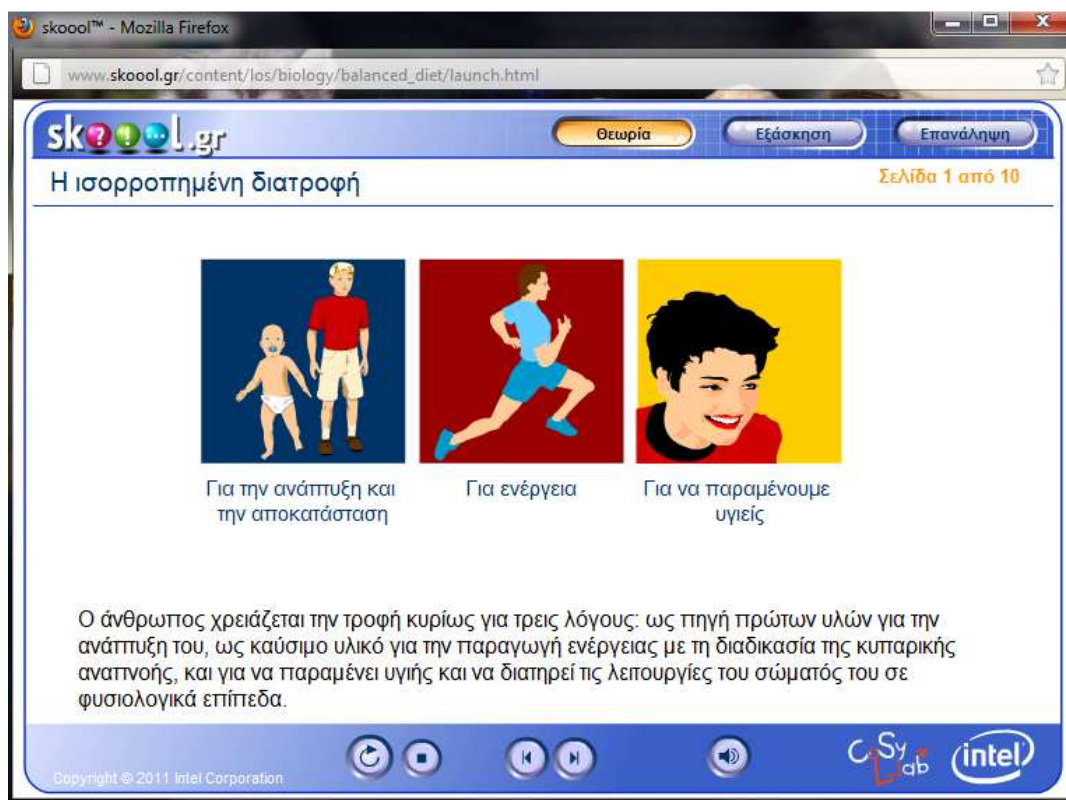 skoool™ - Mozilla Firefox
www.skoool.gr/content/los/biology/balanced_diet/launch.html
sk???l.gr
Θεωρία
Εξάσκηση
Επανάληψη
Η ισορροπημένη διατροφή
Σελίδα 1 από 10
Για την ανάπτυξη και
την αποκατάσταση
Για ενέργεια
Για να παραμένουμε
υγιείς
Ο άνθρωπος χρειάζεται την τροφή κυρίως για τρεις λόγους: ως πηγή πρώτων υλών για την
ανάπτυξη του, ως καύσιμο υλικό για την παραγωγή ενέργειας με τη διαδικασία της κυτταρικής
αναπνοής, και για να παραμένει υγιής και να διατηρεί τις λειτουργίες του σώματός του σε
φυσιολογικά επίπεδα.
Copyright © 2011 Intel Corporation
CoSy
Lab
intel